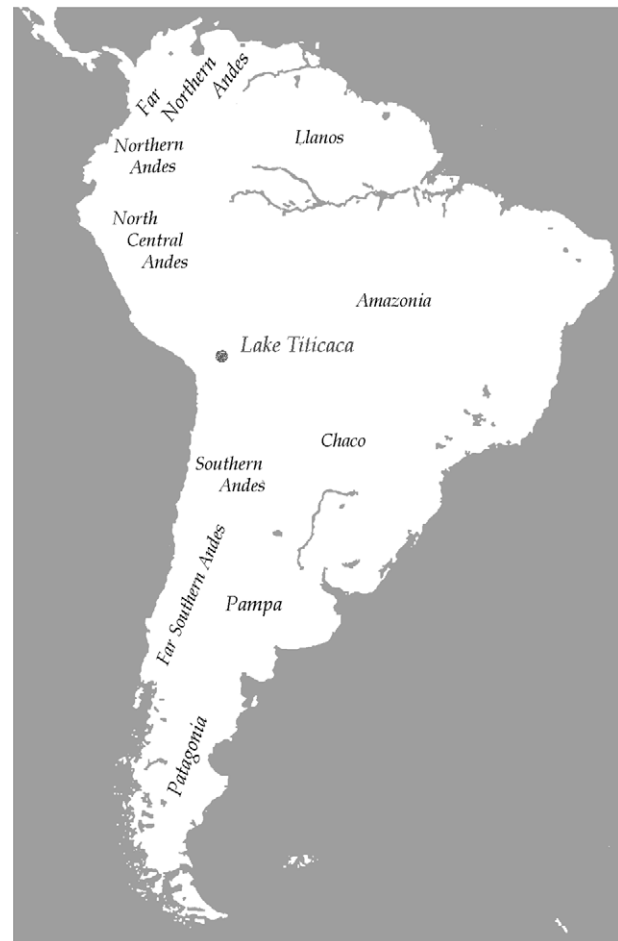 Far
Northern
Andes
Northern
Andes
Llanos
North
Central
Andes
Amazonia
Lake Titicaca
Chaco
Southern
Andes
Far Southern Andes
Pampa
Patagonia